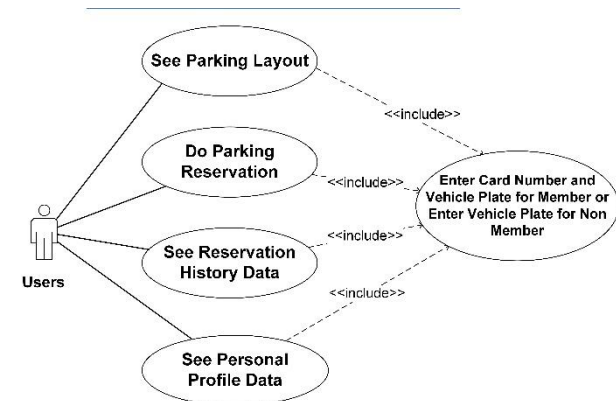 See Parking Layout
<<include>>
Do Parking
Reservation
<<include>>
Enter Card Number and
Vehicle Plate for Member or
Enter Vehicle Plate for Non
Member
<<include>>
See Reservation
History Data
Users
<<include>>
See Personal
Profile Data